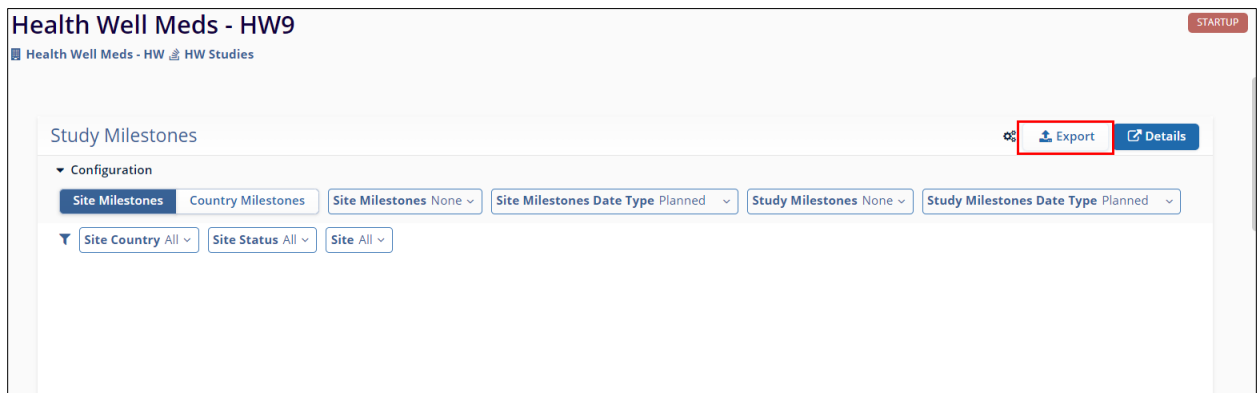 Health Well Meds - HW9
STARTUP
Health Well Meds - HW HW Studies
Study Milestones
Export
Details
Configuration
Site Milestones Country Milestones Site Milestones None Site Milestones Date Type Planned Study Milestones None Study Milestones Date Type Planned
Site Country All Site Status All Site All